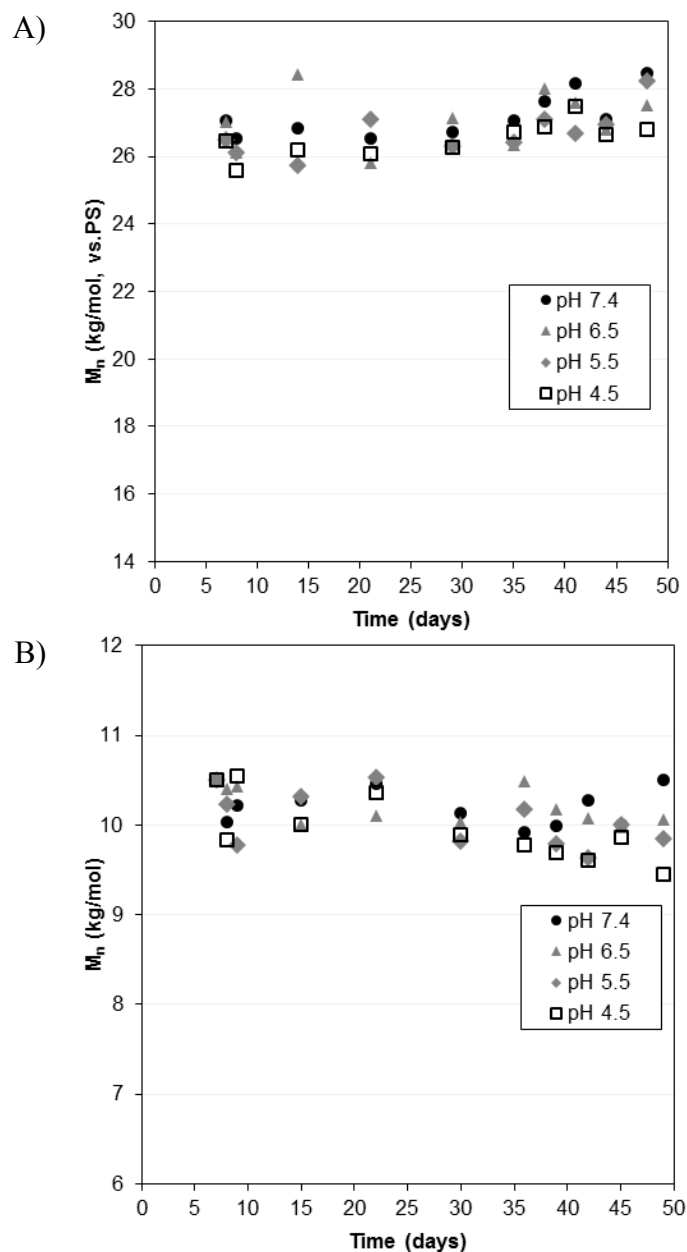 A)
30
28
26
24
22
20
18
16
14
Mn (kg/mol, vs.PS)
pH 7.4
pH 6.5
pH 5.5
pH 4.5
0 5 10 15 20 25 30 35 40 45 50
Time (days)
B)
12
11
10
9
8
7
6
Mn (kg/mol)
pH 7.4
pH 6.5
pH 5.5
pH 4.5
0 5 10 15 20 25 30 35 40 45 50
Time (days)